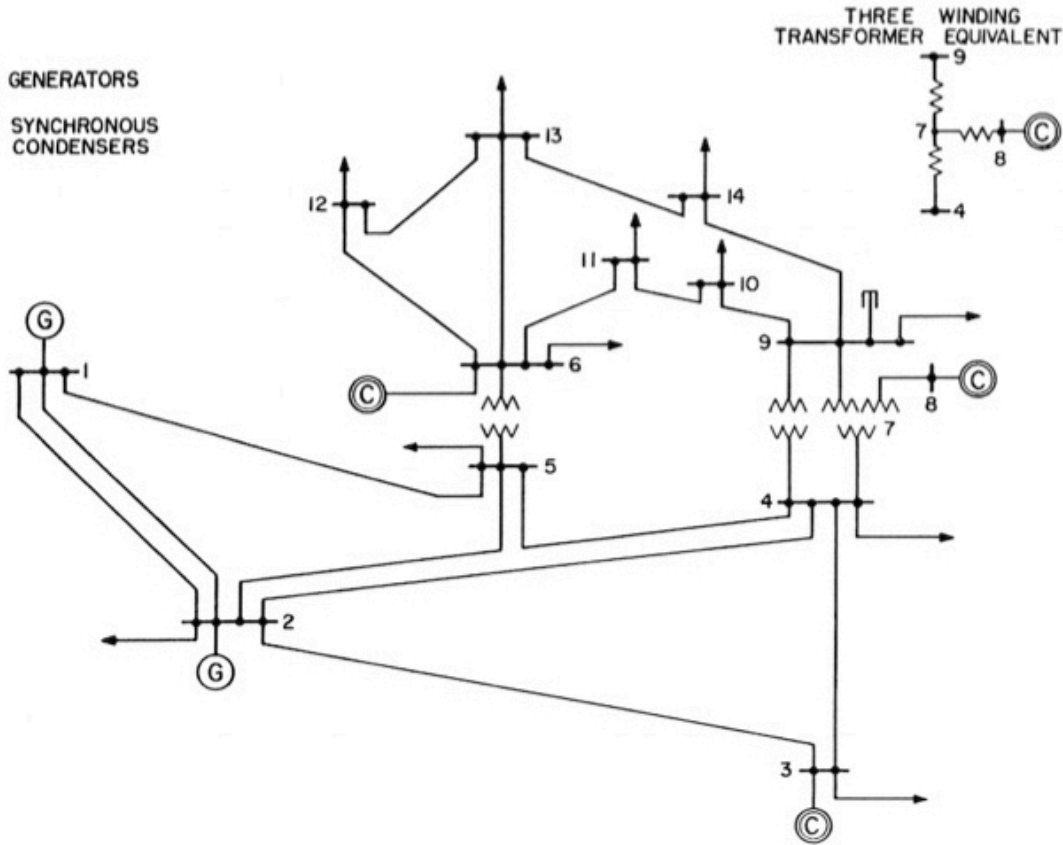 THREE WINDING
TRANSFORMER EQUIVALENT
9
GENERATORS
SYNCHRONOUS
CONDENSERS
13
7
C
8
12
14
4
11
10
G
1
9
6
C
8
C
7
5
4
2
G
3
C